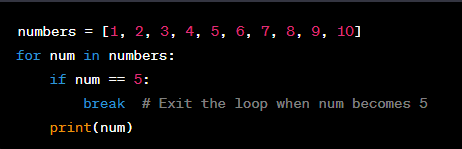 numbers = [1, 2, 3, 4, 5, 6, 7, 8, 9, 10]
for num in numbers:
    if num == 5:
        break  # Exit the loop when num becomes 5
    print(num)